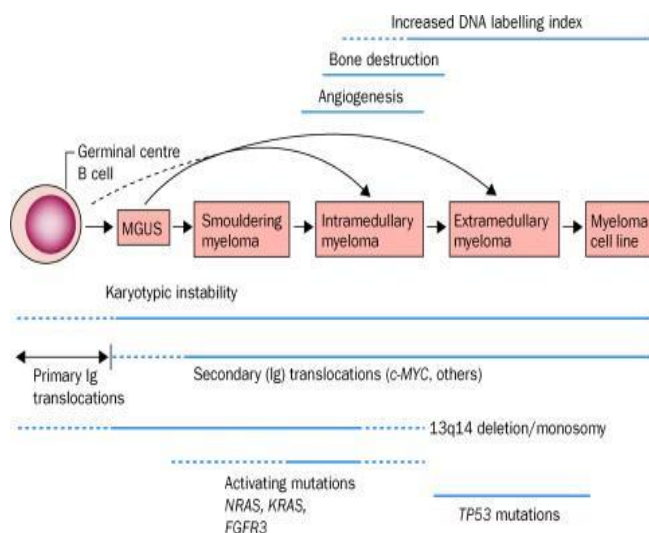 Increased DNA labelling index
Bone destruction
Angiogenesis
Germinal centre
B cell
MGUS
Smouldering
myeloma
Intramedullary
myeloma
Extramedullary
myeloma
Myeloma
cell line
Karyotypic instability
Primary Ig
translocations
Secondary (Ig) translocations (c-MYC, others)
13q14 deletion/monosomy
Activating mutations
NRAS, KRAS,
FGFR3
TP53 mutations